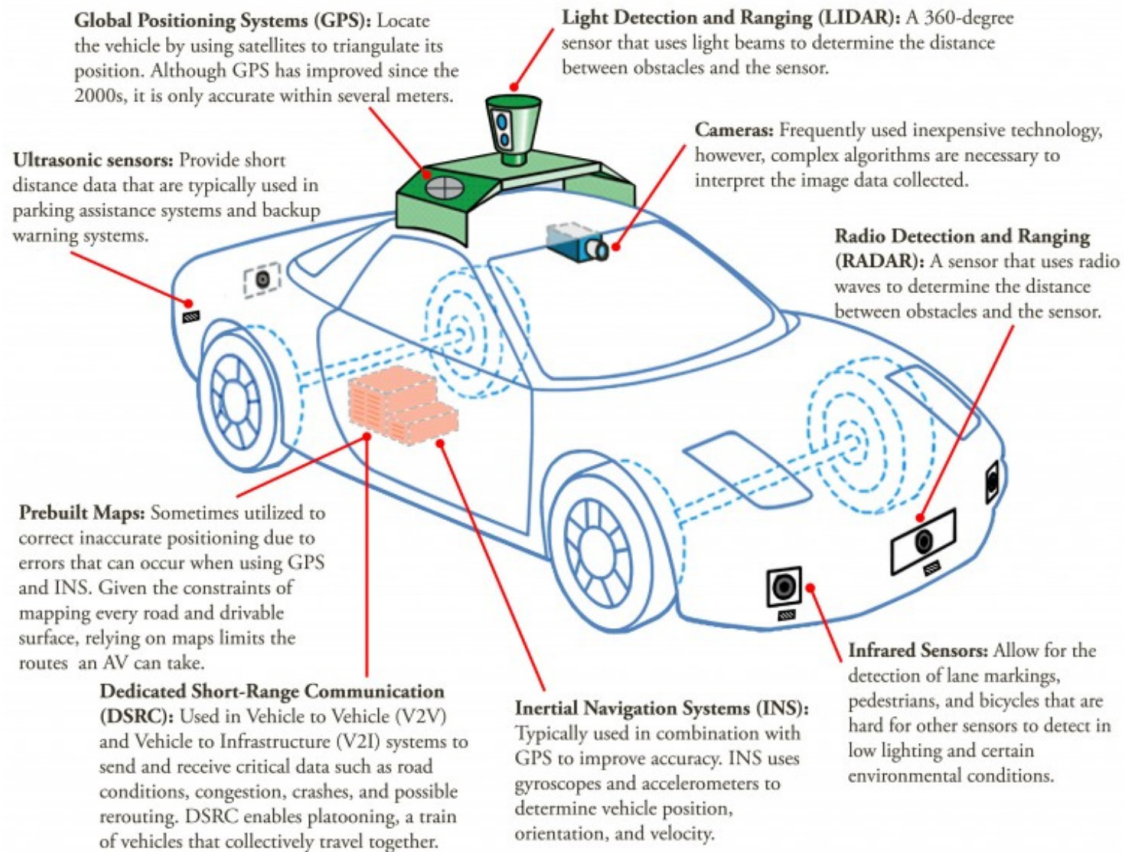 Global Positioning Systems (GPS): Locate
the vehicle by using satellites to triangulate its
position. Although GPS has improved since the
2000s, it is only accurate within several meters.
Light Detection and Ranging (LIDAR): A 360-degree
sensor that uses light beams to determine the distance
between obstacles and the sensor.
Cameras: Frequently used inexpensive technology,
however, complex algorithms are necessary to
interpret the image data collected.
Ultrasonic sensors: Provide short
distance data that are typically used in
parking assistance systems and backup
warning systems.
Radio Detection and Ranging
(RADAR): A sensor that uses radio
waves to determine the distance
between obstacles and the sensor.
Prebuilt Maps: Sometimes utilized to
correct inaccurate positioning due to
errors that can occur when using GPS
and INS. Given the constraints of
mapping every road and drivable
surface, relying on maps limits the
routes an AV can take.
Dedicated Short-Range Communication
(DSRC): Used in Vehicle to Vehicle (V2V)
and Vehicle to Infrastructure (V2I) systems to
send and receive critical data such as road
conditions, congestion, crashes, and possible
rerouting. DSRC enables platooning, a train
of vehicles that collectively travel together.
Inertial Navigation Systems (INS):
Typically used in combination with
GPS to improve accuracy. INS uses
gyroscopes and accelerometers to
determine vehicle position,
orientation, and velocity.
Infrared Sensors: Allow for the
detection of lane markings,
pedestrians, and bicycles that are
hard for other sensors to detect in
low lighting and certain
environmental conditions.